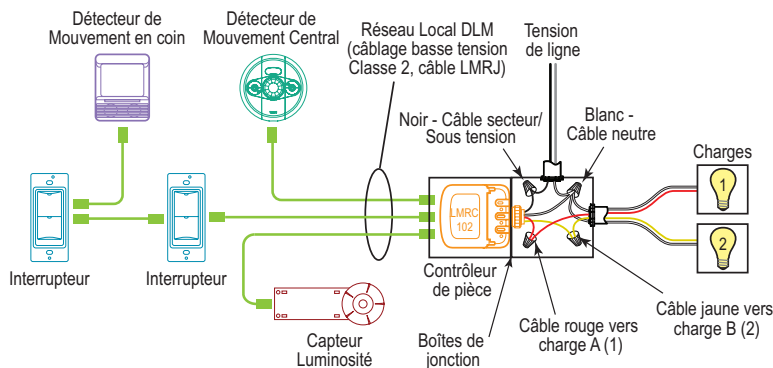 Détecteur de
Mouvement en coin
Détecteur de
Mouvement Central
Réseau Local DLM
(câblage basse tension
Classe 2, câble LMRJ)
Tension
de ligne
Noir - Câble secteur/
Sous tension
Blanc -
Câble neutre
Charges
1
2
LMRC
102
Interrupteur
Interrupteur
Contrôleur
de pièce
Capteur
Luminosité
Boîtes de
jonction
Câble rouge vers
charge A (1)
Câble jaune vers
charge B (2)